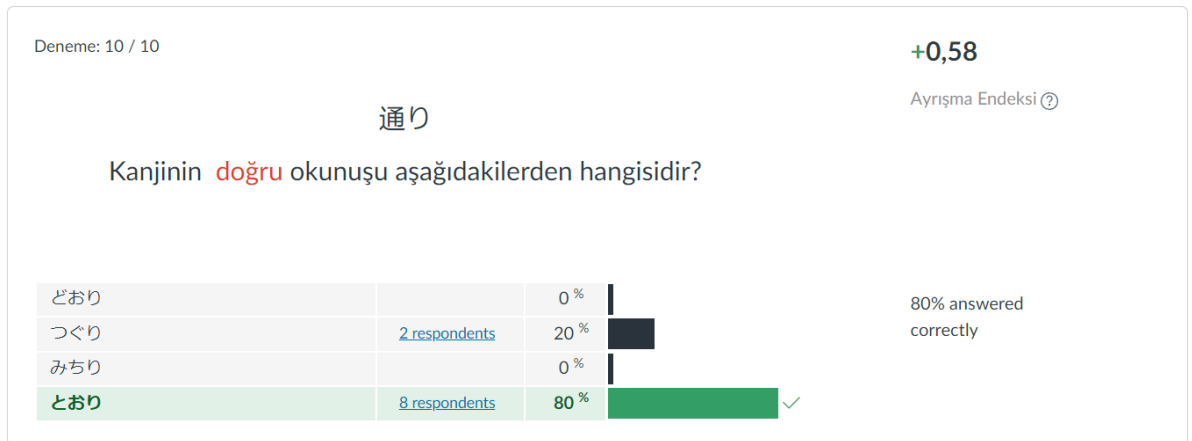 Deneme: 10 / 10
+0,58
Ayrışma Endeksi ?
通り
Kanjinin doğru okunuşu aşağıdakilerden hangisidir?
どおり 0 %
つぐり 2 respondents 20 %
みちり 0 %
とおり 8 respondents 80 %
80% answered
correctly